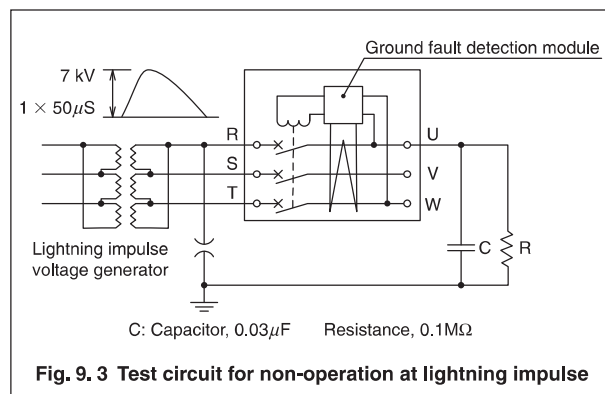 Ground fault detection module
7 kV
1 × 50μS
R
U
S
V
T
W
C
R
Lightning impulse
voltage generator
C: Capacitor, 0.03μF Resistance, 0.1MΩ
Fig. 9. 3 Test circuit for non-operation at lightning impulse